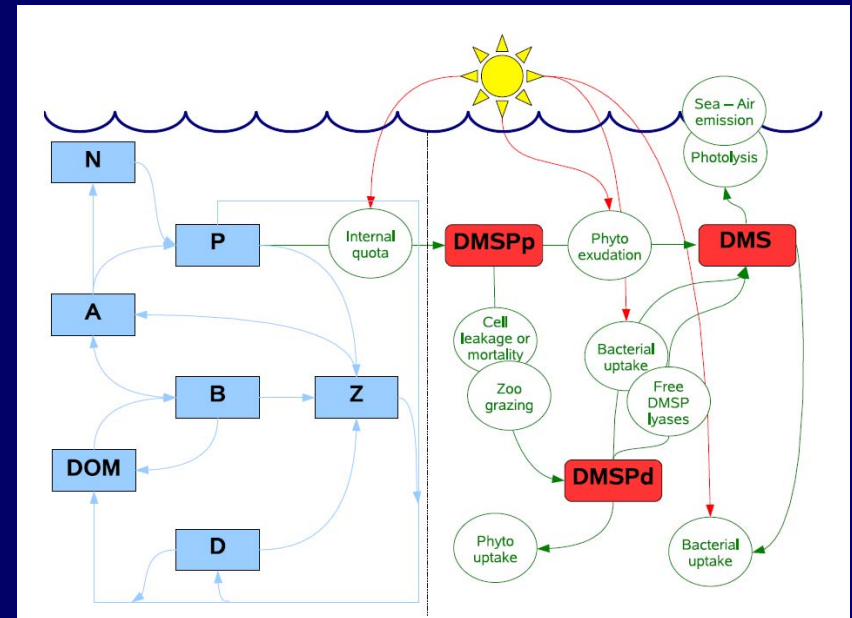 Sea – Air
emission
Photolysis
N
P
Internal
quota
DMSPp
Phyto
exudation
DMS
A
Cell
leakage or
mortality
Bacterial
uptake
B
Z
Zoo
grazing
Free
DMSP
lyases
DOM
DMSPd
D
Phyto
uptake
Bacterial
uptake